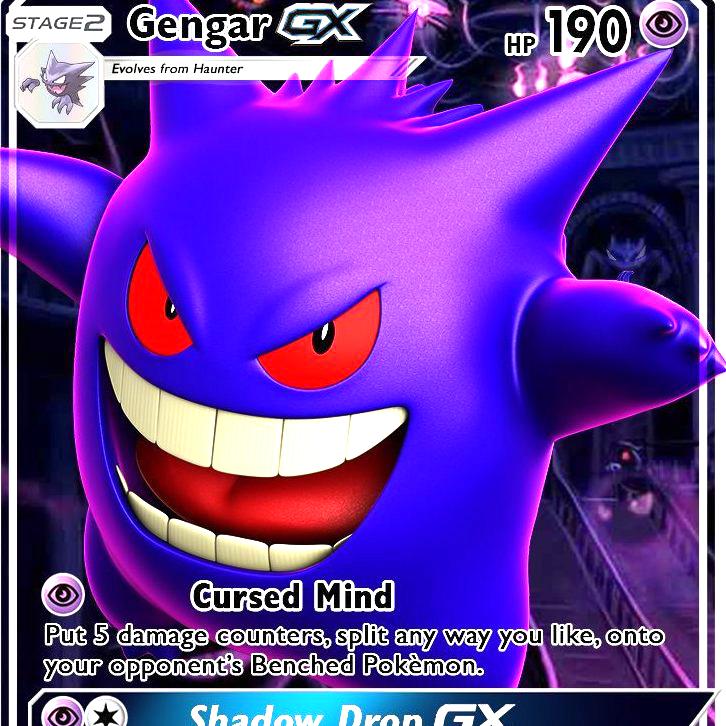 STAGE2 Gengar GX HP 190
Evolves from Haunter
Cursed Mind
Put 5 damage counters, split any way you like, onto
your opponent's Benched Pokèmon.
Shadow Drop GX